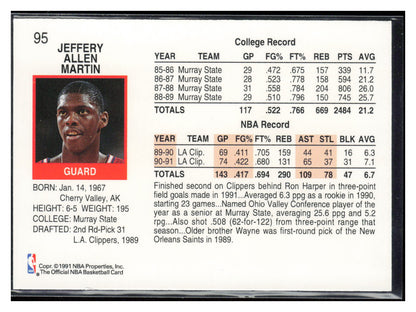 95
JEFFERY
ALLEN
MARTIN
GUARD
BORN: Jan. 14, 1967
Cherry Valley, AK
HEIGHT: 6-5 WEIGHT: 195
COLLEGE: Murray State
DRAFTED: 2nd Rd-Pick 31
L.A. Clippers, 1989
NBA
Copr. © 1991 NBA Properties, Inc.
The Official NBA Basketball Card
College Record
YEAR TEAM GP FG% FT% REB PTS AVG
85-86 Murray State 29 .472 .675 157 339 11.7
86-87 Murray State 28 .526 .778 594 21.2
87-88 Murray State 31 .558 .784 806 26.0
88-89 Murray State 29 .510 .796 745 25.7
TOTALS 117 .522 .766 629 2484 21.2
NBA Record
YEAR TEAM GP FG% FT% REB AST STL BLK AVG
89-90 LA Clip. 69 .411 .705 159 44 41 16 6.3
90-91 LA Clip. 74 .422 .680 131 65 37 31 7.1
TOTALS 143 .417 .694 290 109 78 47 6.7
Finished second on Clippers behind Ron Harper in three-point
field goals made in 1991...Averaged 6.3 ppg as a rookie in 1990,
starting 23 games...Named Ohio Valley Conference player of the
year as a senior at Murray State, averaging 25.6 ppg and 5.2
rpg...Also shot .508 (62-for-122) from three-point range that
season...Older brother Wayne was first-round pick of the New
Orleans Saints in 1989.